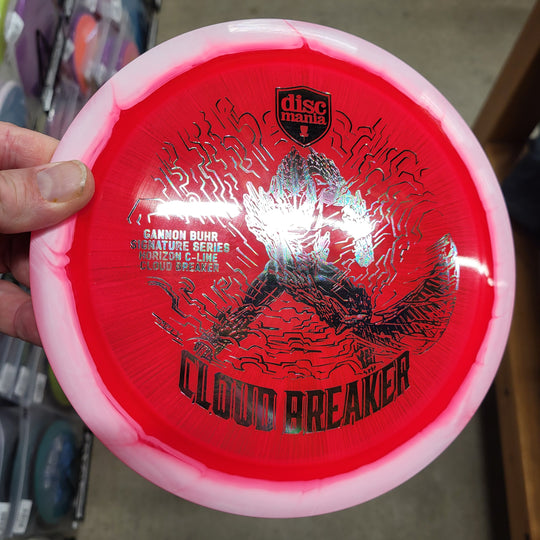 disc
mania
GANNON BUHR
SIGNATURE SERIES
HORIZON C-LINE
CLOUD BREAKER
CLOUD BREAKER